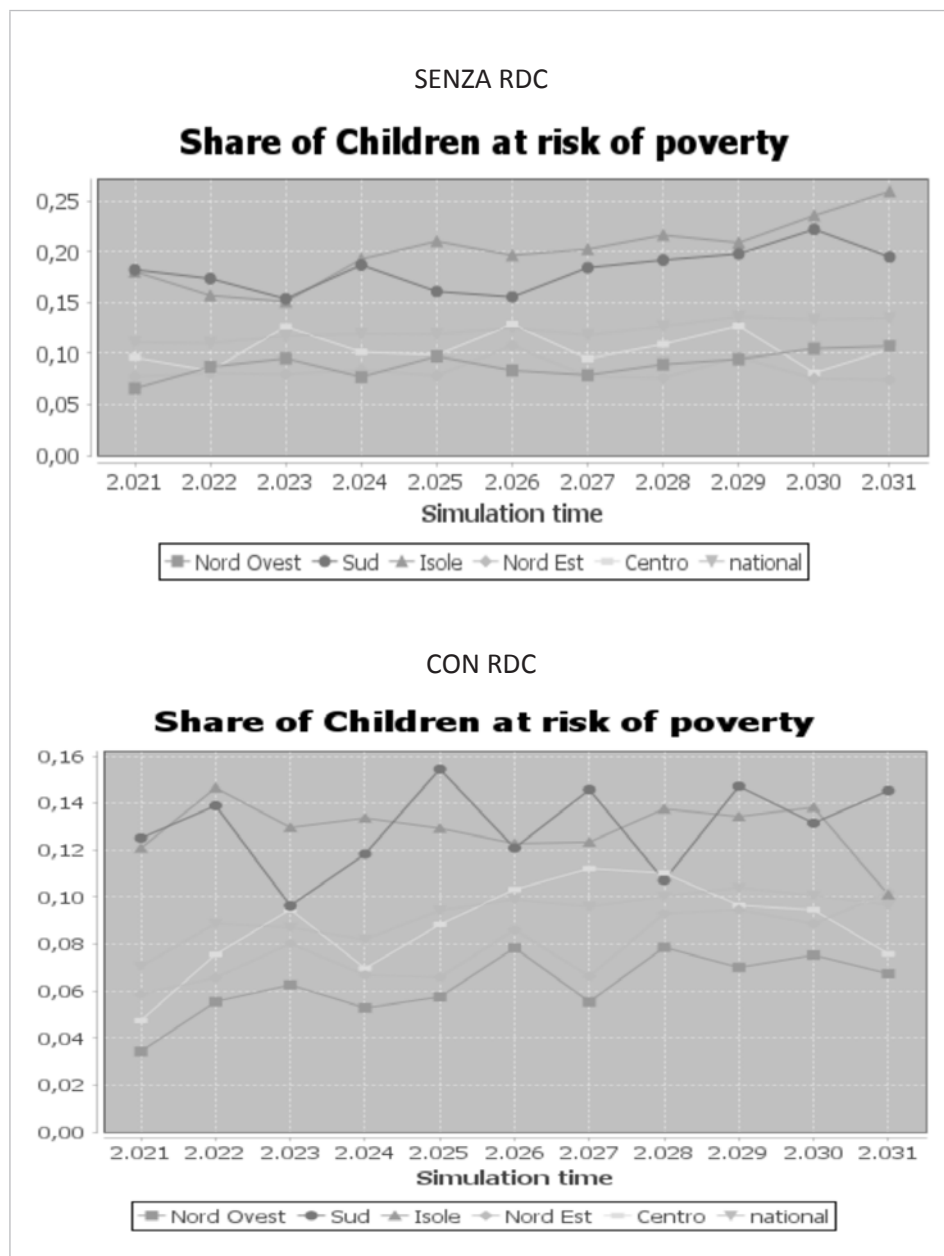 SENZA RDC
Share of Children at risk of poverty
0,25
0,20
0,15
0,10
0,05
0,00
2.021 2.022 2.023 2.024 2.025 2.026 2.027 2.028 2.029 2.030 2.031
Simulation time
Nord Ovest Sud Isole Nord Est Centro national
CON RDC
Share of Children at risk of poverty
0,16
0,14
0,12
0,10
0,08
0,06
0,04
0,02
0,00
2.021 2.022 2.023 2.024 2.025 2.026 2.027 2.028 2.029 2.030 2.031
Simulation time
Nord Ovest Sud Isole Nord Est Centro national